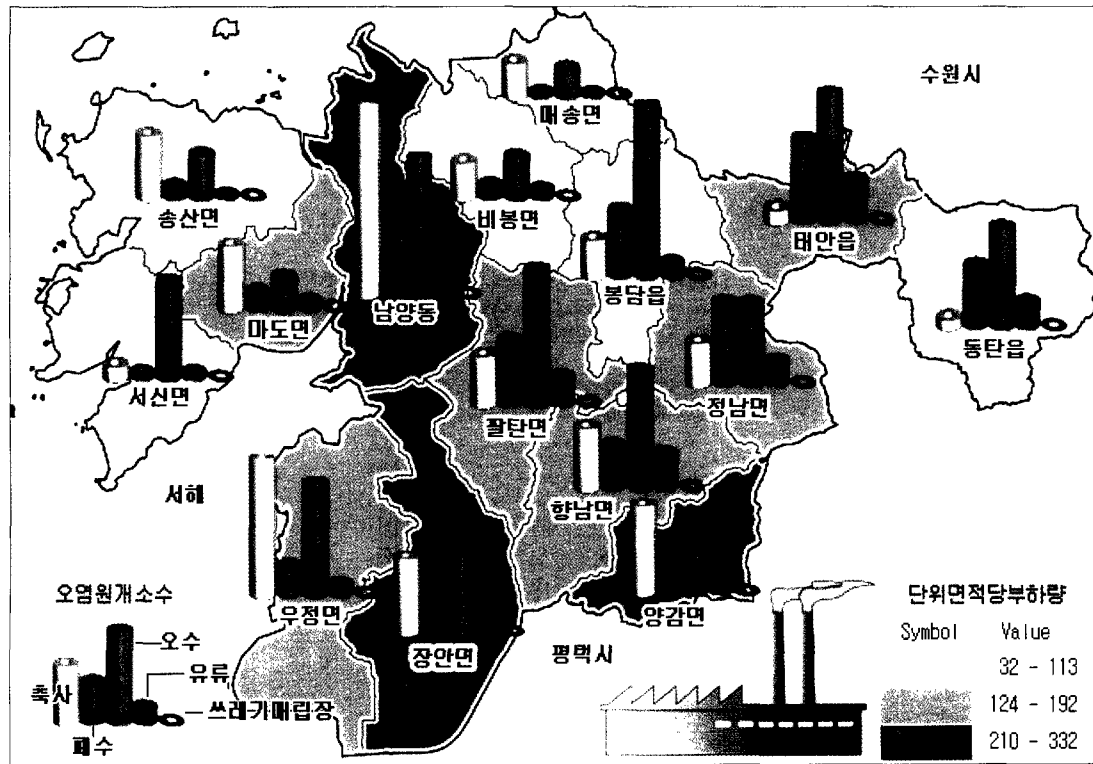 수원시
매송면
송산면
비봉면
태안읍
봉담읍
마도면
남양동
동탄읍
서신면
정남면
팔탄면
서해
향남면
오염원개소수
우정면
양감면
단위면적당부하량
오수
장안면
평택시
Symbol Value
유류
32 - 113
축사
쓰레기매립장
124 - 192
폐수
210 - 332